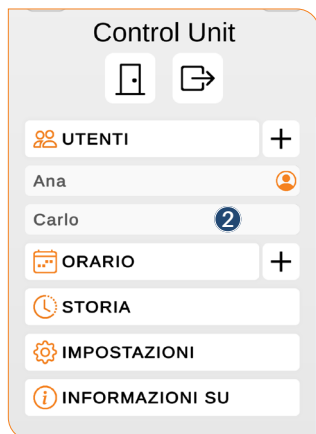 Control Unit
UTENTI
Ana
Carlo 2
ORARIO
STORIA
IMPOSTAZIONI
INFORMAZIONI SU